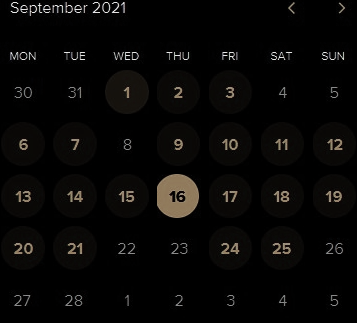 September 2021
MON TUE WED THU FRI SAT SUN
30 31 1 2 3 4 5
6 7 8 9 10 11 12
13 14 15 16 17 18 19
20 21 22 23 24 25 26
27 28 1 2 3 4 5